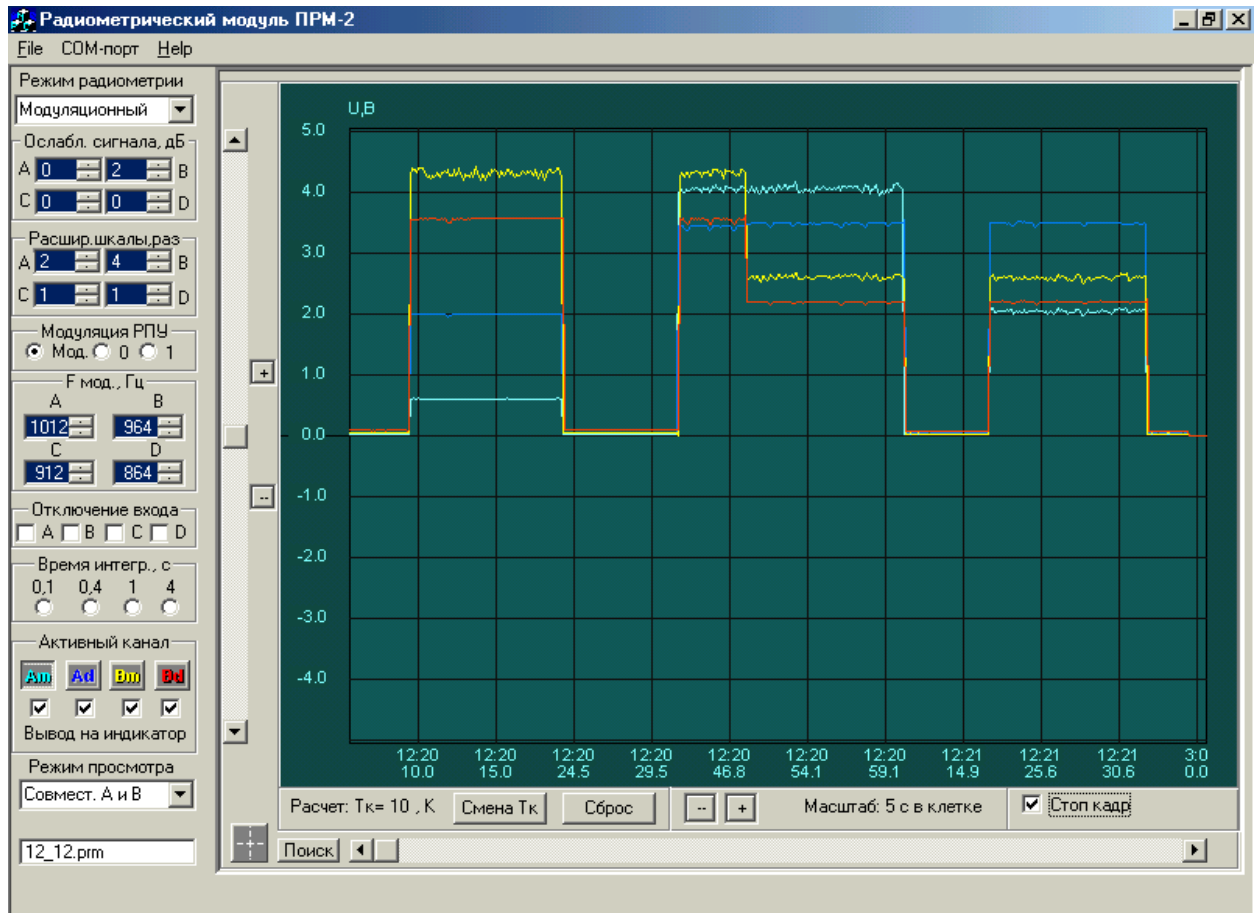 Радиометрический модуль ПРМ-2
File COM-порт Help
Режим радиометрии
Модуляционный
Ослабл. сигнала, дБ
A 0 2 B
C 0 0 D
Расшир.шкалы,раз
A 2 4 B
C 1 1 D
Модуляция РПУ
Мод. 0 1
F мод., Гц
A B
1012 964
C D
912 864
Отключение входа
A B C D
Время интегр., с
0,1 0,4 1 4
Активный канал
Am Ad Bm Bd
Вывод на индикатор
Режим просмотра
Совмест. А и В
12_12.prm
U,B
5.0
4.0
3.0
2.0
1.0
0.0
-1.0
-2.0
-3.0
-4.0
12:20 12:20 12:20 12:20 12:20 12:20 12:20 12:21 12:21 12:21 3:0
10.0 15.0 24.5 29.5 46.8 54.1 59.1 14.9 25.6 30.6 0.0
+
--
Расчет: Тк= 10 , К Смена Тк Сброс -- + Масштаб: 5 с в клетке Стоп кадр
Поиск